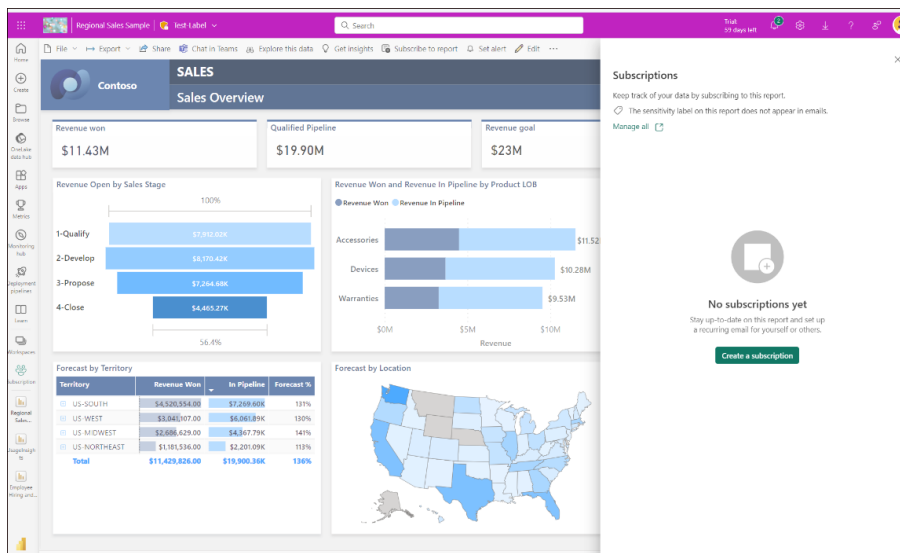 Regional Sales Sample | Test-Label
Search
Trial:
59 days left
2
File Export Share Chat in Teams Explore this data Get insights Subscribe to report Set alert Edit ...
Home
Create
Browse
OneLake
data hub
Apps
Metrics
Monitoring
hub
Deployment
pipelines
Learn
Workspaces
Subscription
Regional
Sales...
UsageInsigh
ts
Employee
Hiring and...
Contoso
SALES
Sales Overview
Revenue won
$11.43M
Qualified Pipeline
$19.90M
Revenue goal
$23M
Revenue Open by Sales Stage
100%
1-Qualify $7,912.02K
2-Develop $8,170.42K
3-Propose $7,264.68K
4-Close $4,465.27K
56.4%
Revenue Won and Revenue In Pipeline by Product LOB
Revenue Won Revenue In Pipeline
Accessories $11.52
Devices $10.28M
Warranties $9.53M
$0M $5M $10M
Revenue
Forecast by Territory
Territory Revenue Won In Pipeline Forecast %
US-SOUTH $4,520,554.00 $7,269.60K 131%
US-WEST $3,041,107.00 $6,061.89K 130%
US-MIDWEST $2,686,629.00 $4,367.79K 141%
US-NORTHEAST $1,181,536.00 $2,201.09K 113%
Total $11,429,826.00 $19,900.36K 136%
Forecast by Location
Subscriptions
Keep track of your data by subscribing to this report.
The sensitivity label on this report does not appear in emails.
Manage all
No subscriptions yet
Stay up-to-date on this report and set up
a recurring email for yourself or others.
Create a subscription